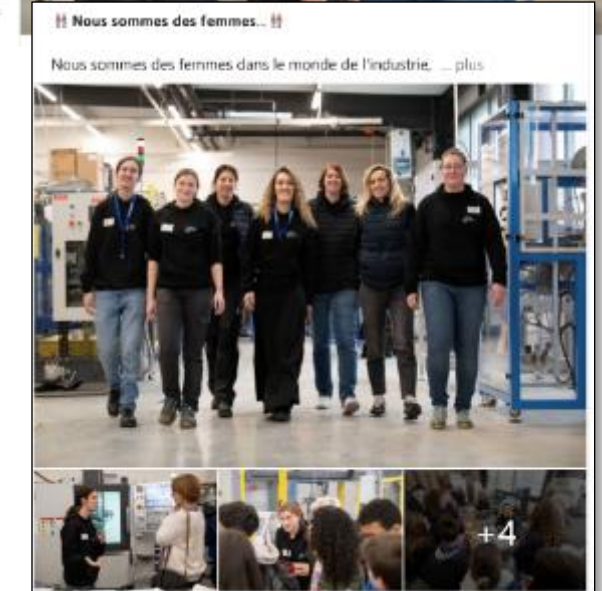 👭 Nous sommes des femmes... 👭
Nous sommes des femmes dans le monde de l'industrie, ... plus
+4